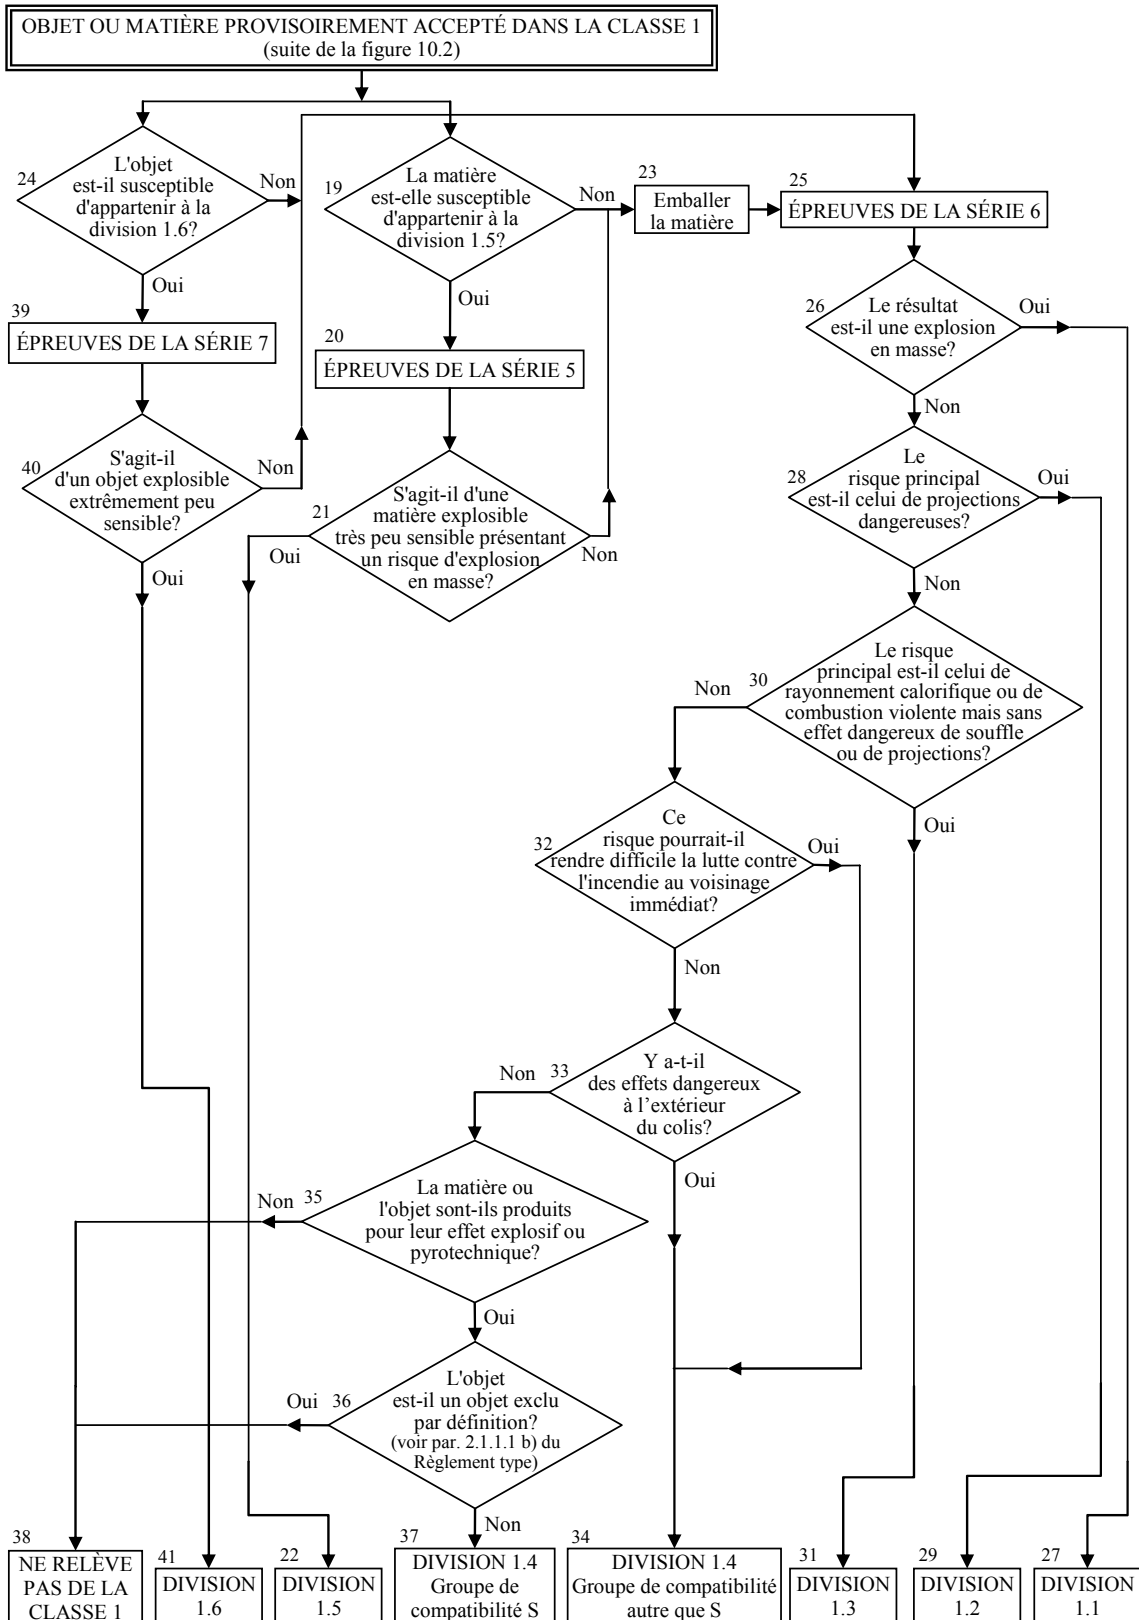 OBJET OU MATIÈRE PROVISOIREMENT ACCEPTÉ DANS LA CLASSE 1
(suite de la figure 10.2)
24
L'objet
est-il susceptible
d'appartenir à la
division 1.6?
Non
Oui
19
La matière
est-elle susceptible
d'appartenir à la
division 1.5?
Non
Oui
23
Emballer
la matière
25
ÉPREUVES DE LA SÉRIE 6
39
ÉPREUVES DE LA SÉRIE 7
20
ÉPREUVES DE LA SÉRIE 5
26
Le résultat
est-il une explosion
en masse?
Oui
Non
40
S'agit-il
d'un objet explosible
extrêmement peu
sensible?
Non
Oui
21
S'agit-il d'une
matière explosible
très peu sensible présentant
un risque d'explosion
en masse?
Oui
Non
28
Le
risque principal
est-il celui de projections
dangereuses?
Oui
Non
30
Le risque
principal est-il celui de
rayonnement calorifique ou de
combustion violente mais sans
effet dangereux de souffle
ou de projections?
Non
Oui
32
Ce
risque pourrait-il
rendre difficile la lutte contre
l'incendie au voisinage
immédiat?
Oui
Non
33
Y a-t-il
des effets dangereux
à l’extérieur
du colis?
Non
Oui
35
La matière ou
l'objet sont-ils produits
pour leur effet explosif ou
pyrotechnique?
Non
Oui
36
L'objet
est-il un objet exclu
par définition?
(voir par. 2.1.1.1 b) du
Règlement type)
Oui
Non
38
NE RELÈVE
PAS DE LA
CLASSE 1
41
DIVISION
1.6
22
DIVISION
1.5
37
DIVISION 1.4
Groupe de
compatibilité S
34
DIVISION 1.4
Groupe de compatibilité
autre que S
31
DIVISION
1.3
29
DIVISION
1.2
27
DIVISION
1.1